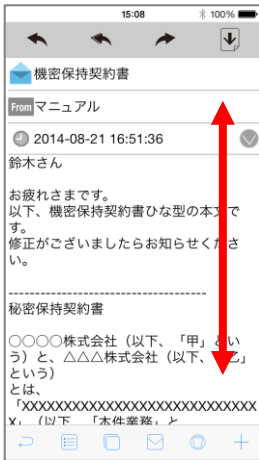 15:08
100%
機密保持契約書
From マニュアル
2014-08-21 16:51:36
鈴木さん
お疲れさまです。
以下、機密保持契約書ひな型の本文で
す。
修正がございましたらお知らせくださ
い。
------------------------------------
秘密保持契約書
○○○○株式会社（以下、「甲」とい
う）と、△△△株式会社（以下、「乙」
という）
とは、
「XXXXXXXXXXXXXXXXXXXXXXXXXXX
X」（以下、「本件業務」と